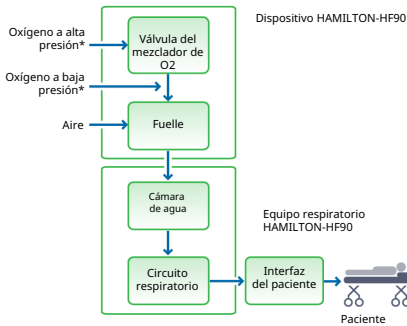 Dispositivo HAMILTON-HF90
Oxígeno a alta
presión*
Válvula del
mezclador de
O2
Oxígeno a baja
presión*
Aire
Fuelle
Cámara
de agua
Equipo respiratorio
HAMILTON-HF90
Circuito
respiratorio
Interfaz
del paciente
Paciente